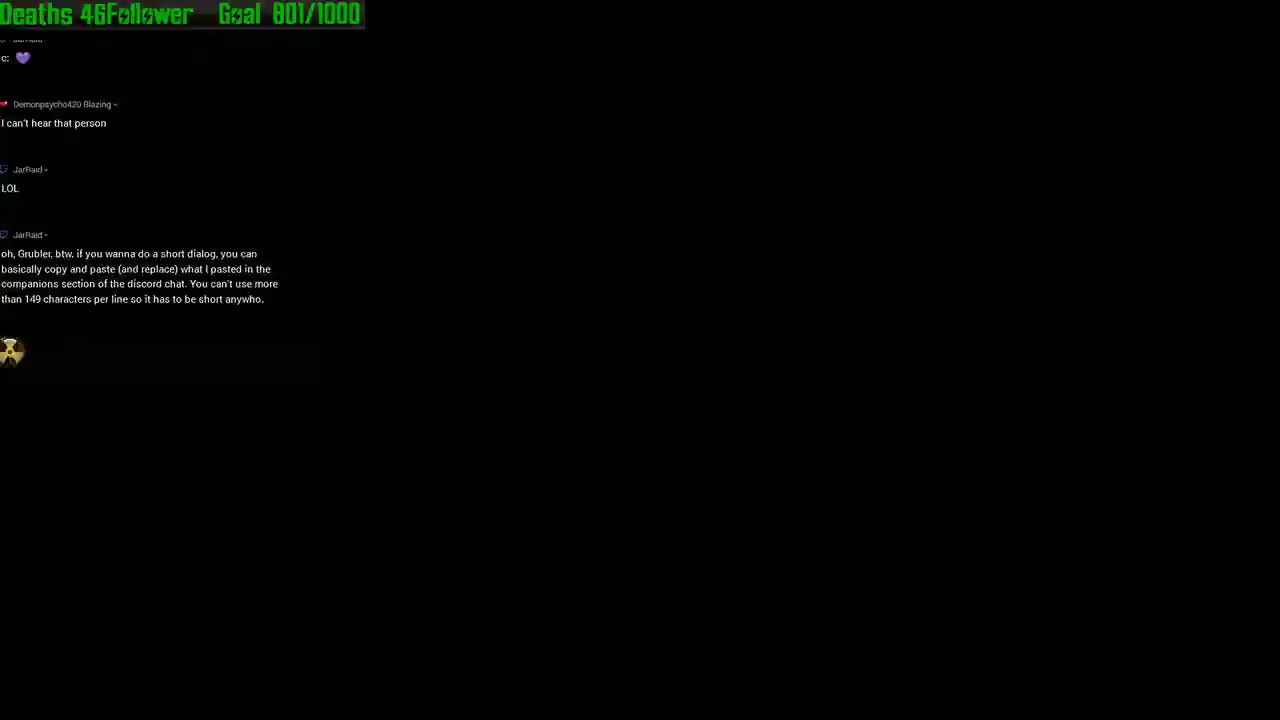 Deaths 46Follower Goal 801/1000
c:
Demonpsycho420 Blazing ~
I can't hear that person
JarRaid ~
LOL
JarRaid ~
oh, Grubler, btw. if you wanna do a short dialog, you can
basically copy and paste (and replace) what I pasted in the
companions section of the discord chat. You can't use more
than 149 characters per line so it has to be short anywho.